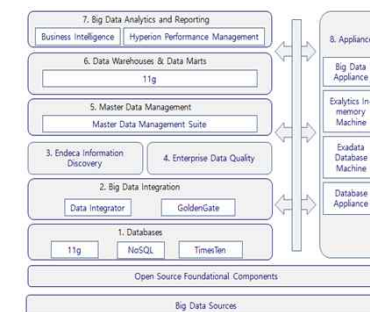 7. Big Data Analytics and Reporting
Business Intelligence
Hyperion Performance Management
6. Data Warehouses & Data Marts
11g
5. Master Data Management
Master Data Management Suite
3. Endeca Information
Discovery
4. Enterprise Data Quality
2. Big Data Integration
Data Integrator
GoldenGate
1. Databases
11g
NoSQL
TimesTen
Open Source Foundational Components
Big Data Sources
8. Appliance
Big Data
Appliance
Exalytics In
memory
Machine
Exadata
Database
Machine
Database
Appliance